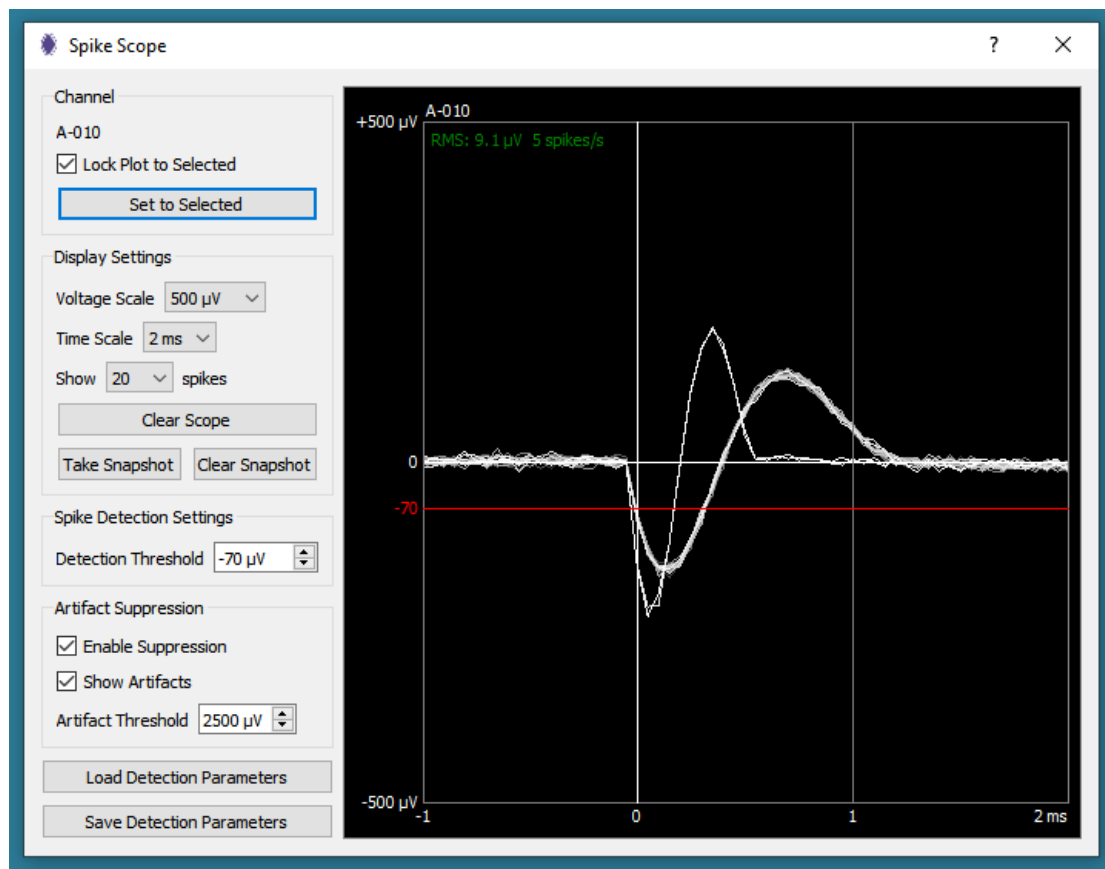 Spike Scope
?
Channel
A-010
Lock Plot to Selected
Set to Selected
Display Settings
Voltage Scale 500 µV
Time Scale 2 ms
Show 20 spikes
Clear Scope
Take Snapshot Clear Snapshot
Spike Detection Settings
Detection Threshold -70 µV
Artifact Suppression
Enable Suppression
Show Artifacts
Artifact Threshold 2500 µV
Load Detection Parameters
Save Detection Parameters
A-010
+500 µV
RMS: 9.1 µV 5 spikes/s
0
-70
-500 µV
-1 0 1 2 ms